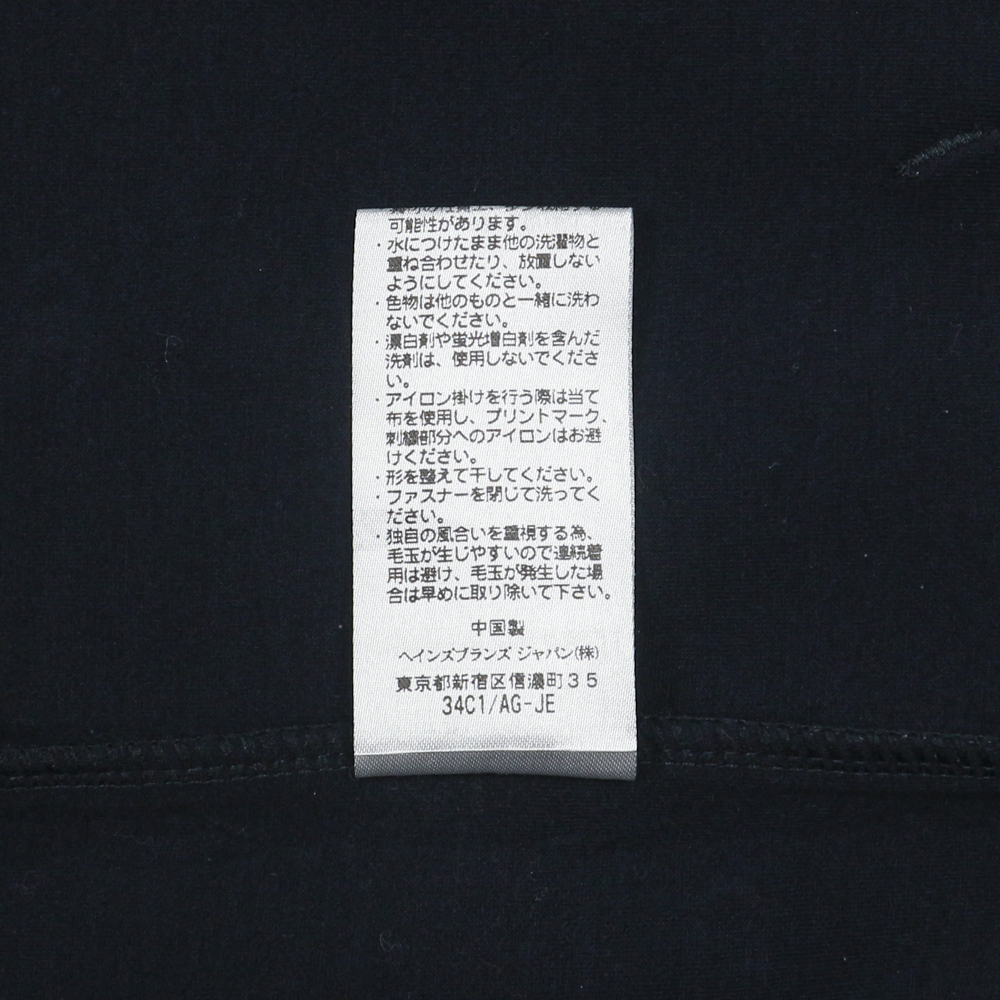 可能性があります。
・水につけたまま他の洗濯物と
重ね合わせたり、放置しない
ようにしてください。
・色物は他のものと一緒に洗わ
ないでください。
・漂白剤や蛍光増白剤を含んだ
洗剤は、使用しないでくださ
い。
・アイロン掛けを行う際は当て
布を使用し、プリントマーク、
刺繍部分へのアイロンはお避
けください。
・形を整えて干してください。
・ファスナーを閉じて洗ってく
ださい。
・独自の風合いを重視する為、
毛玉が生じやすいので連続着
用は避け、毛玉が発生した場
合は早めに取り除いて下さい。
中国製
ヘインズブランズ ジャパン(株)
東京都新宿区信濃町35
34C1/AG-JE